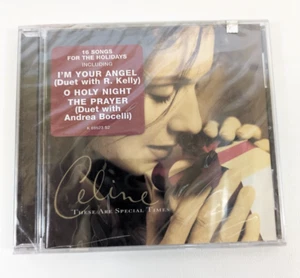 16 SONGS
FOR THE HOLIDAYS
INCLUDING
I'M YOUR ANGEL
(Duet with R. Kelly)
O HOLY NIGHT
THE PRAYER
(Duet with
Andrea Bocelli)
Celine
THESE ARE SPECIAL TIMES